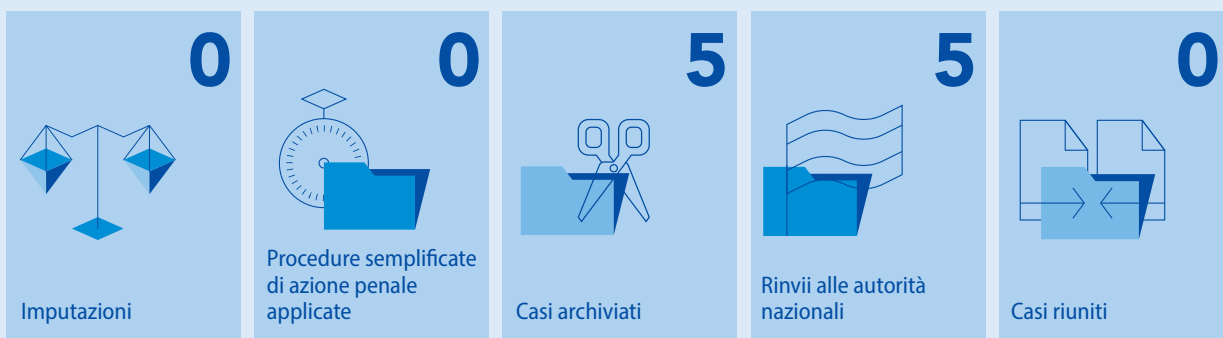 0
Imputazioni
0
Procedure semplificate
di azione penale
applicate
5
Casi archiviati
5
Rinvii alle autorità
nazionali
0
Casi riuniti